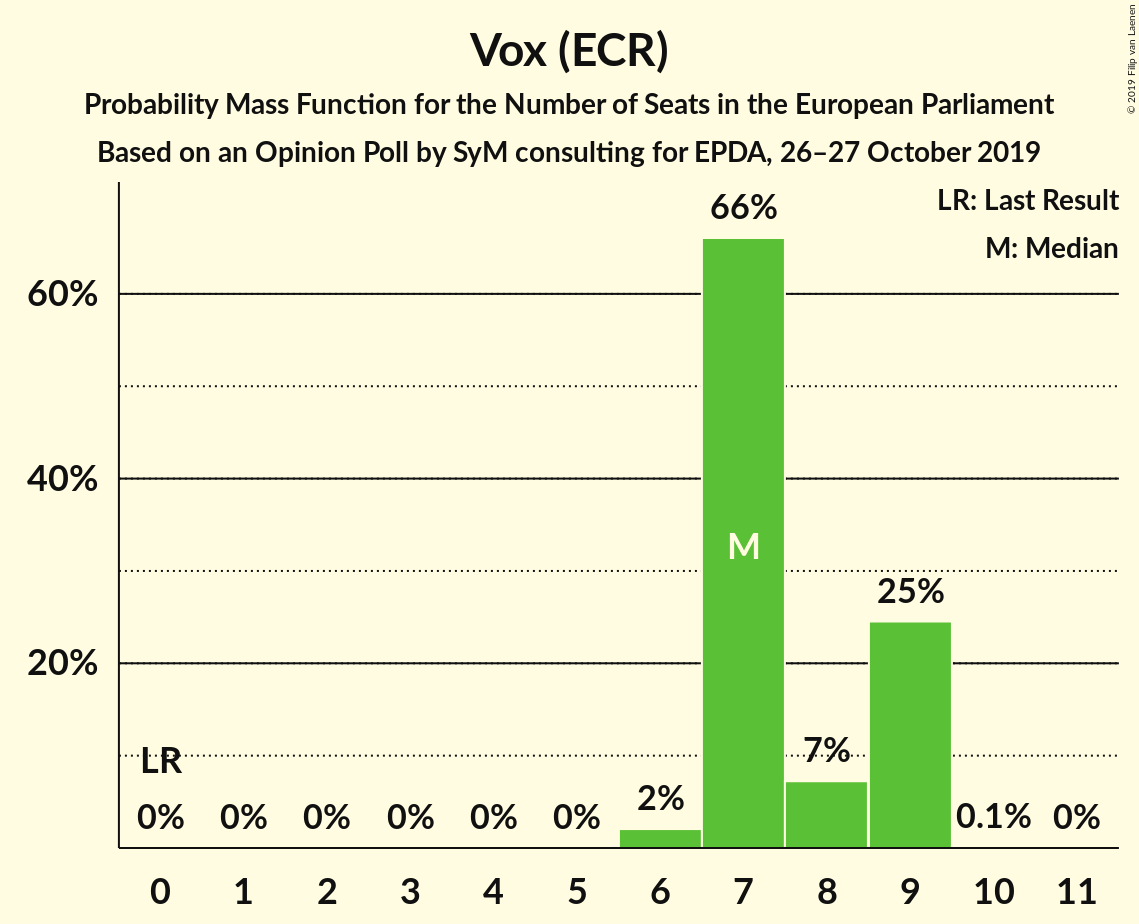 Vox (ECR)
Probability Mass Function for the Number of Seats in the European Parliament
Based on an Opinion Poll by SyM consulting for EPDA, 26–27 October 2019
© 2019 Filip van Laenen
LR: Last Result
M: Median
66%
60%
40%
M
25%
20%
LR
7%
2%
0% 0% 0% 0% 0% 0% 0.1% 0%
0 1 2 3 4 5 6 7 8 9 10 11